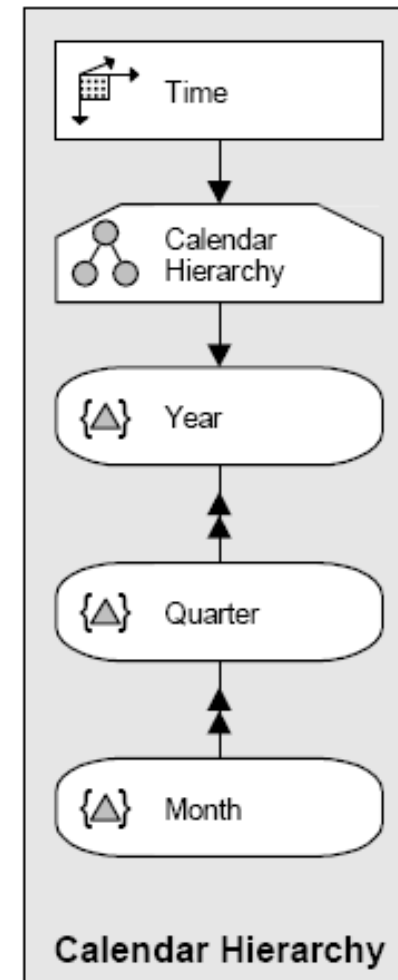 Time
Calendar
Hierarchy
Year
Quarter
Month
Calendar Hierarchy